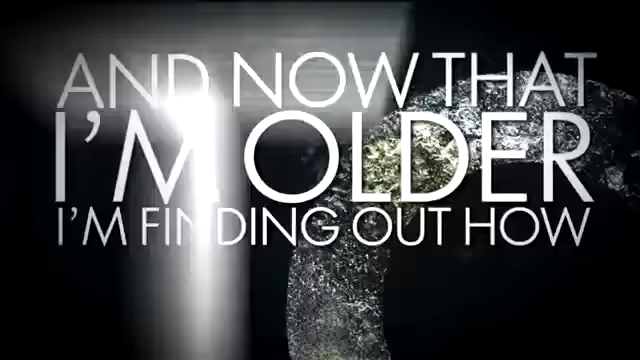 AND NOW THAT
I'M OLDER
I'M FINDING OUT HOW